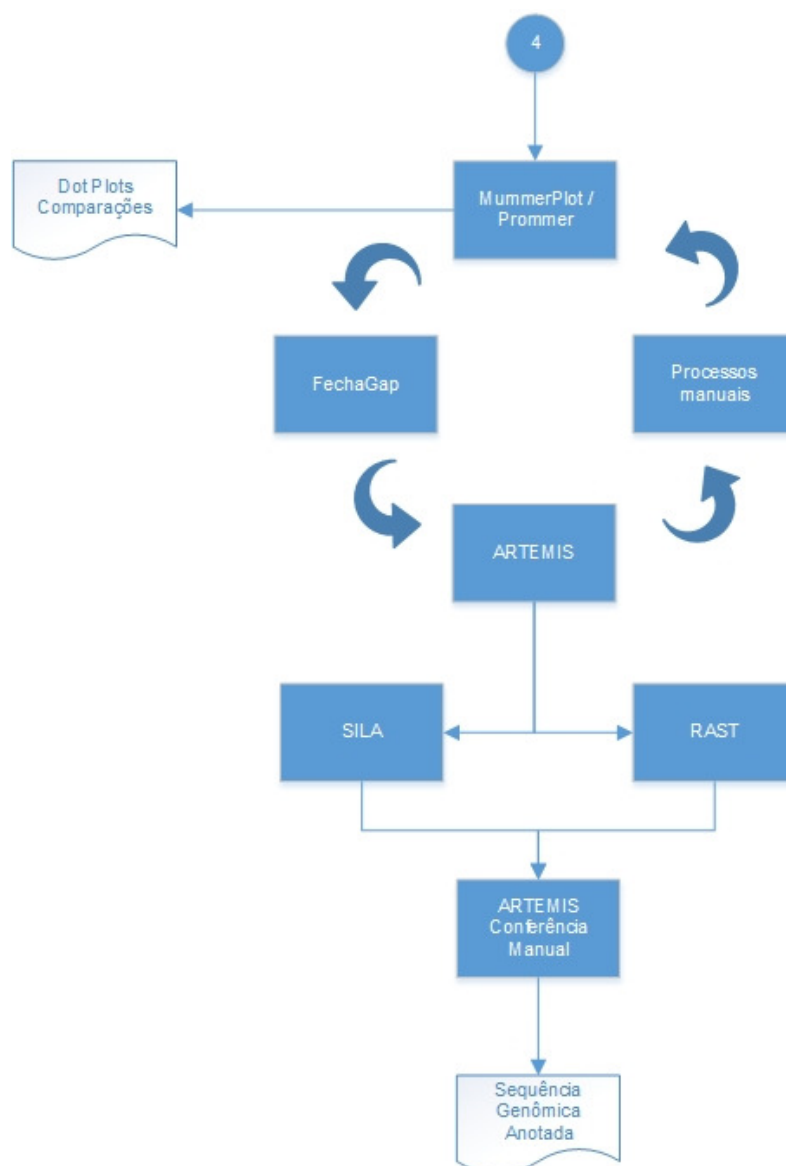 4
Dot Plots
Comparações
MummerPlot /
Prommer
FechaGap
Processos
manuais
ARTEMIS
SILA
RAST
ARTEMIS
Conferência
Manual
Sequência
Genômica
Anotada